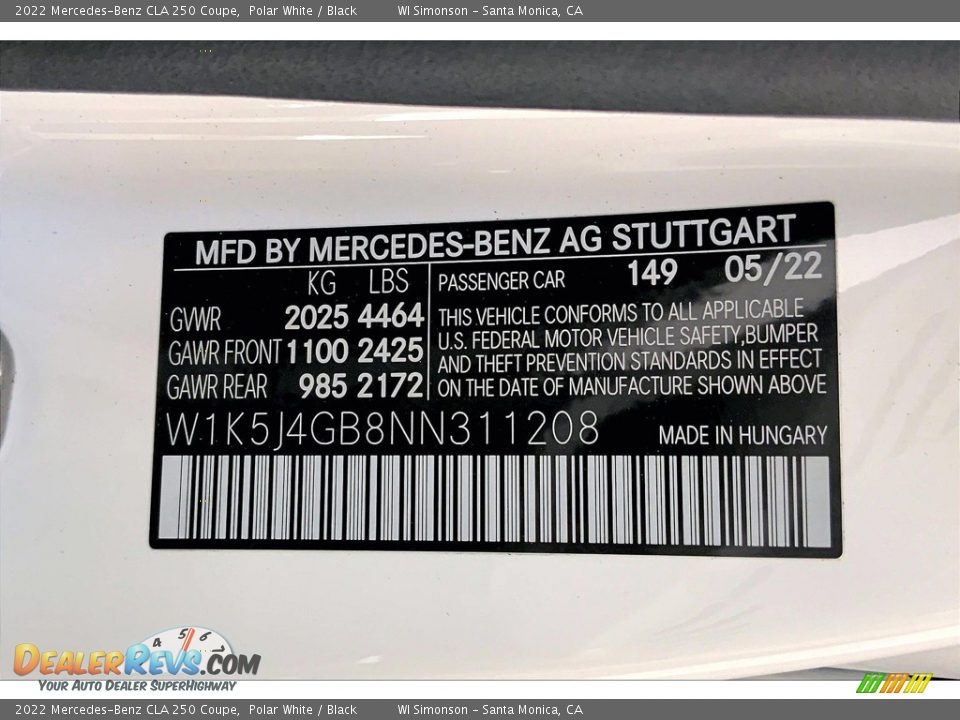 2022 Mercedes-Benz CLA 250 Coupe, Polar White / Black WI Simonson - Santa Monica, CA
MFD BY MERCEDES-BENZ AG STUTTGART
KG LBS PASSENGER CAR 149 05/22
GVWR 2025 4464 THIS VEHICLE CONFORMS TO ALL APPLICABLE
U.S. FEDERAL MOTOR VEHICLE SAFETY,BUMPER
GAWR FRONT 1100 2425 AND THEFT PREVENTION STANDARDS IN EFFECT
GAWR REAR 985 2172 ON THE DATE OF MANUFACTURE SHOWN ABOVE
W1K5J4GB8NN311208 MADE IN HUNGARY
4 5 6
DEALERREVS.COM
YOUR AUTO DEALER SUPERHIGHWAY
2022 Mercedes-Benz CLA 250 Coupe, Polar White / Black WI Simonson - Santa Monica, CA